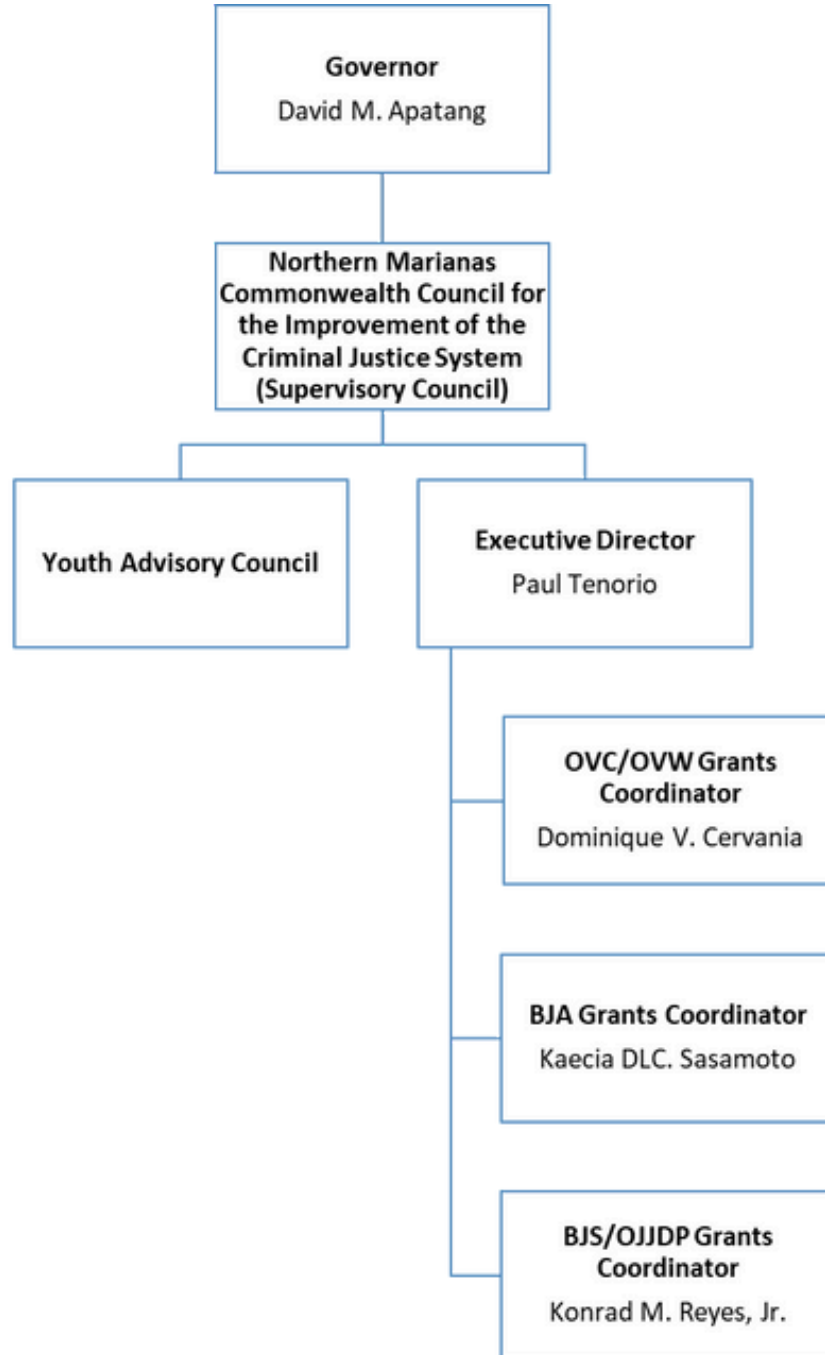 Governor
David M. Apatang
Northern Marianas
Commonwealth Council for
the Improvement of the
Criminal Justice System
(Supervisory Council)
Youth Advisory Council
Executive Director
Paul Tenorio
OVC/OVW Grants
Coordinator
Dominique V. Cervania
BJA Grants Coordinator
Kaecia DLC. Sasamoto
BJS/OJJDP Grants
Coordinator
Konrad M. Reyes, Jr.